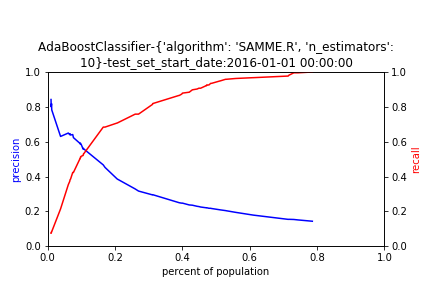 AdaBoostClassifier-{'algorithm': 'SAMME.R', 'n_estimators':
10}-test_set_start_date:2016-01-01 00:00:00
1.0
0.8
0.6
0.4
0.2
0.0
precision
1.0
0.8
0.6
0.4
0.2
0.0
recall
0.0 0.2 0.4 0.6 0.8 1.0
percent of population